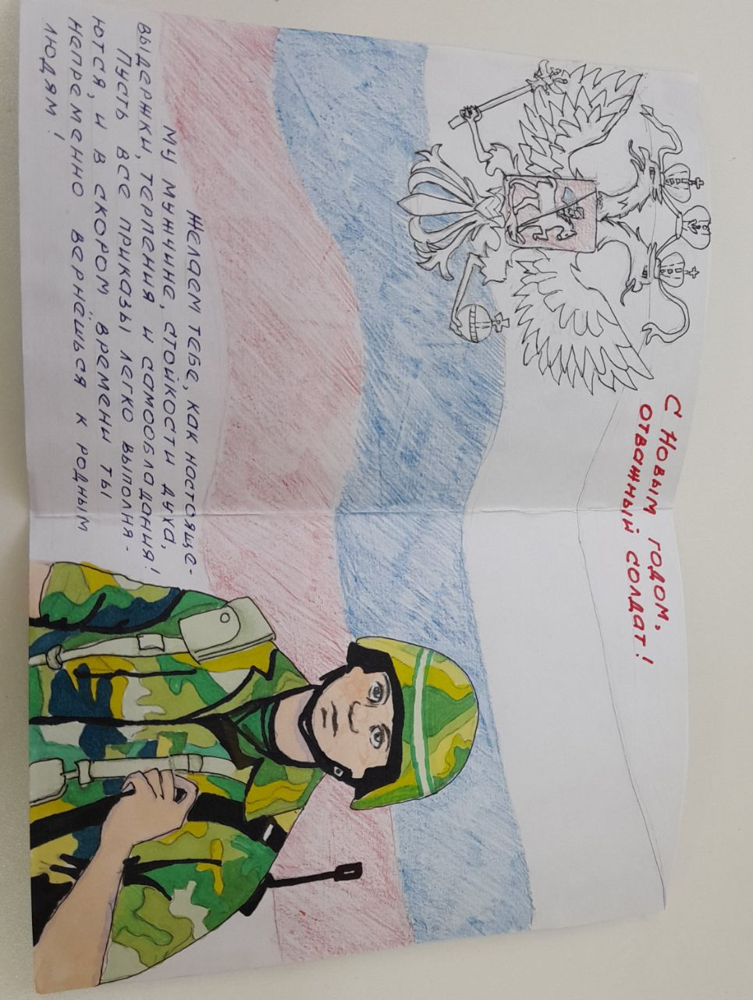 С Новым годом,
отважный солдат!
Желаем тебе, как настояще-
му мужчине, стойкости духа,
выдержки, терпения и самообладания!
Пусть все приказы легко выполня-
ются, и в скором времени ты
непременно вернёшься к родным
людям!